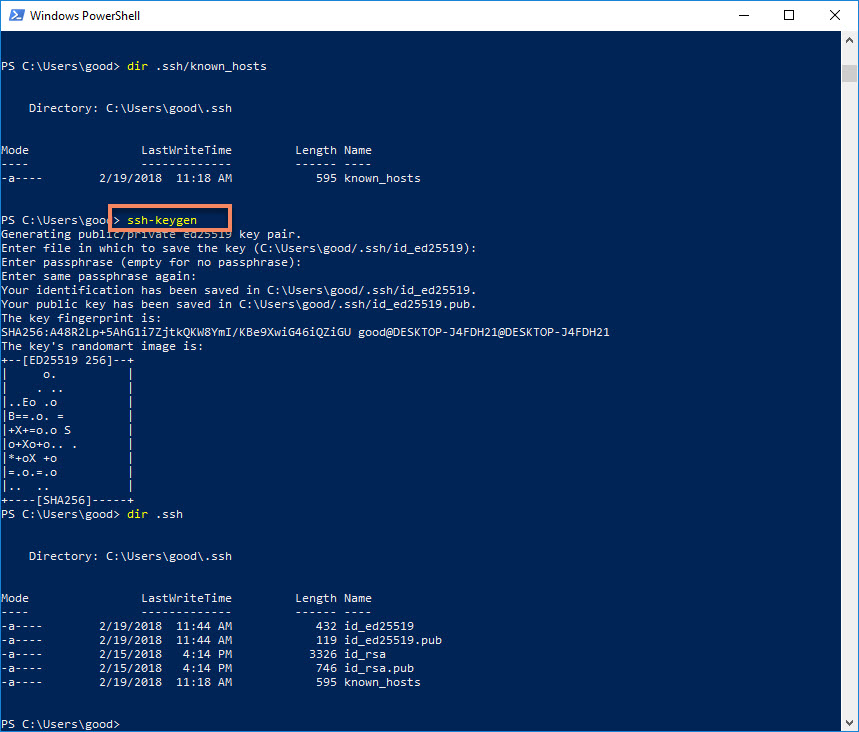 Windows PowerShell
PS C:\Users\good> dir .ssh/known_hosts
    Directory: C:\Users\good\.ssh
Mode                LastWriteTime         Length Name
----                -------------         ------ ----
-a----        2/19/2018  11:18 AM            595 known_hosts
PS C:\Users\good> ssh-keygen
Generating public/private ed25519 key pair.
Enter file in which to save the key (C:\Users\good/.ssh/id_ed25519):
Enter passphrase (empty for no passphrase):
Enter same passphrase again:
Your identification has been saved in C:\Users\good/.ssh/id_ed25519.
Your public key has been saved in C:\Users\good/.ssh/id_ed25519.pub.
The key fingerprint is:
SHA256:A48R2Lp+5AhG1i7ZjtkQKW8YmI/KBe9XwiG46iQZiGU good@DESKTOP-J4FDH21@DESKTOP-J4FDH21
The key's randomart image is:
+--[ED25519 256]--+
|     o.          |
|    . ..         |
|..Eo .o          |
|B==.o. =         |
|+X+=o.o S        |
|o+Xo+o.. .       |
|*+oX +o          |
|=.o.=.o          |
|..  ..           |
+----[SHA256]-----+
PS C:\Users\good> dir .ssh
    Directory: C:\Users\good\.ssh
Mode                LastWriteTime         Length Name
----                -------------         ------ ----
-a----        2/19/2018  11:44 AM            432 id_ed25519
-a----        2/19/2018  11:44 AM            119 id_ed25519.pub
-a----        2/15/2018   4:14 PM           3326 id_rsa
-a----        2/15/2018   4:14 PM            746 id_rsa.pub
-a----        2/19/2018  11:18 AM            595 known_hosts
PS C:\Users\good>